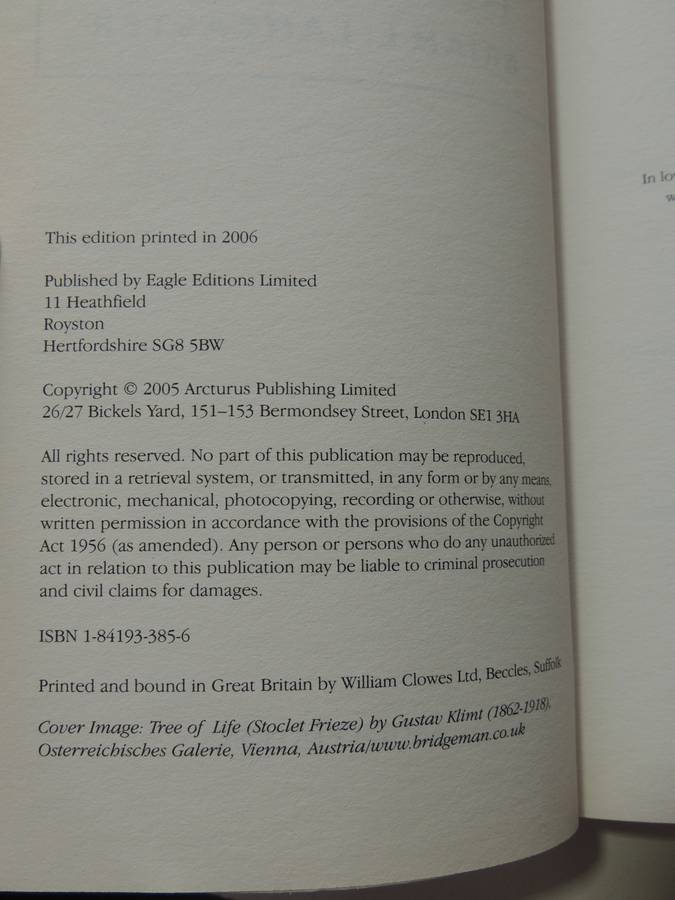 This edition printed in 2006
Published by Eagle Editions Limited
11 Heathfield
Royston
Hertfordshire SG8 5BW
Copyright © 2005 Arcturus Publishing Limited
26/27 Bickels Yard, 151–153 Bermondsey Street, London SE1 3HA
All rights reserved. No part of this publication may be reproduced,
stored in a retrieval system, or transmitted, in any form or by any means,
electronic, mechanical, photocopying, recording or otherwise, without
written permission in accordance with the provisions of the Copyright
Act 1956 (as amended). Any person or persons who do any unauthorized
act in relation to this publication may be liable to criminal prosecution
and civil claims for damages.
ISBN 1-84193-385-6
Printed and bound in Great Britain by William Clowes Ltd, Beccles, Suffolk
Cover Image: Tree of Life (Stoclet Frieze) by Gustav Klimt (1862-1918),
Osterreichisches Galerie, Vienna, Austria/www.bridgeman.co.uk
In